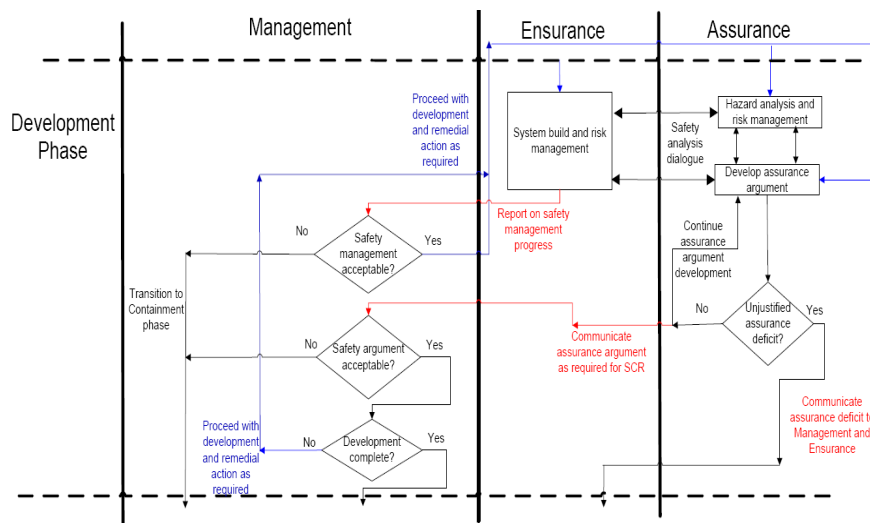 Management
Ensurance
Assurance
Development
Phase
Proceed with
development
and remedial
action as
required
System build and risk
management
Safety
analysis
dialogue
Hazard analysis and
risk management
Develop assurance
argument
Report on safety
management
progress
Continue
assurance
argument
development
No
Safety
management
acceptable?
Yes
Transition to
Containment
phase
No
Unjustified
assurance
deficit?
Yes
No
Safety argument
acceptable?
Yes
Communicate
assurance argument
as required for SCR
Communicate
assurance deficit to
Management and
Ensurance
Proceed with
development
and remedial
action as
required
No
Development
complete?
Yes